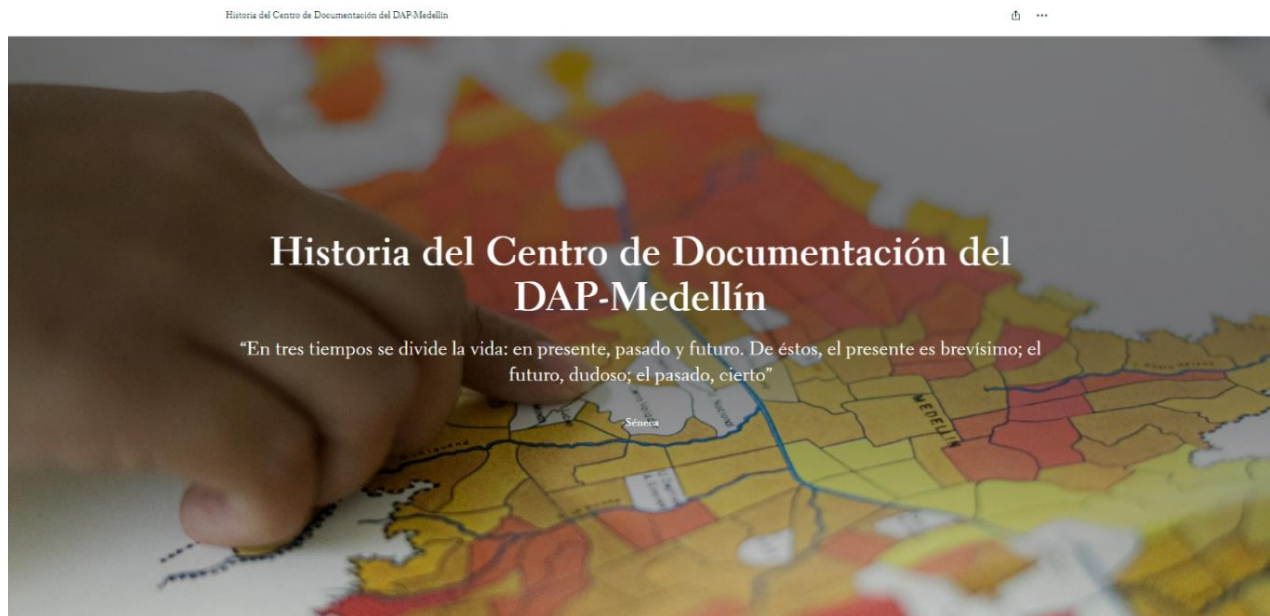 Historia del Centro de Documentación del DAP-Medellín
Historia del Centro de Documentación del
DAP-Medellín
“En tres tiempos se divide la vida: en presente, pasado y futuro. De éstos, el presente es brevísimo; el
futuro, dudoso; el pasado, cierto”
Séneca
MEDELLIN